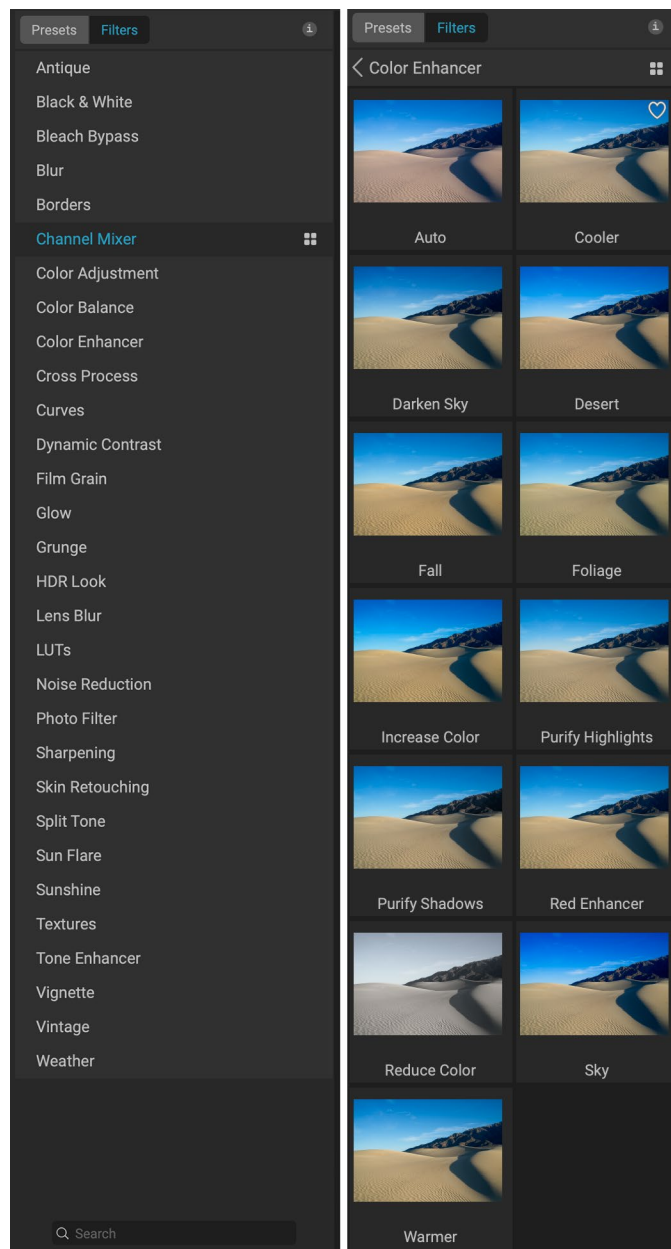 Presets Filters i
Antique
Black & White
Bleach Bypass
Blur
Borders
Channel Mixer
Color Adjustment
Color Balance
Color Enhancer
Cross Process
Curves
Dynamic Contrast
Film Grain
Glow
Grunge
HDR Look
Lens Blur
LUTs
Noise Reduction
Photo Filter
Sharpening
Skin Retouching
Split Tone
Sun Flare
Sunshine
Textures
Tone Enhancer
Vignette
Vintage
Weather
Search
Presets Filters i
Color Enhancer
Auto Cooler
Darken Sky Desert
Fall Foliage
Increase Color Purify Highlights
Purify Shadows Red Enhancer
Reduce Color Sky
Warmer